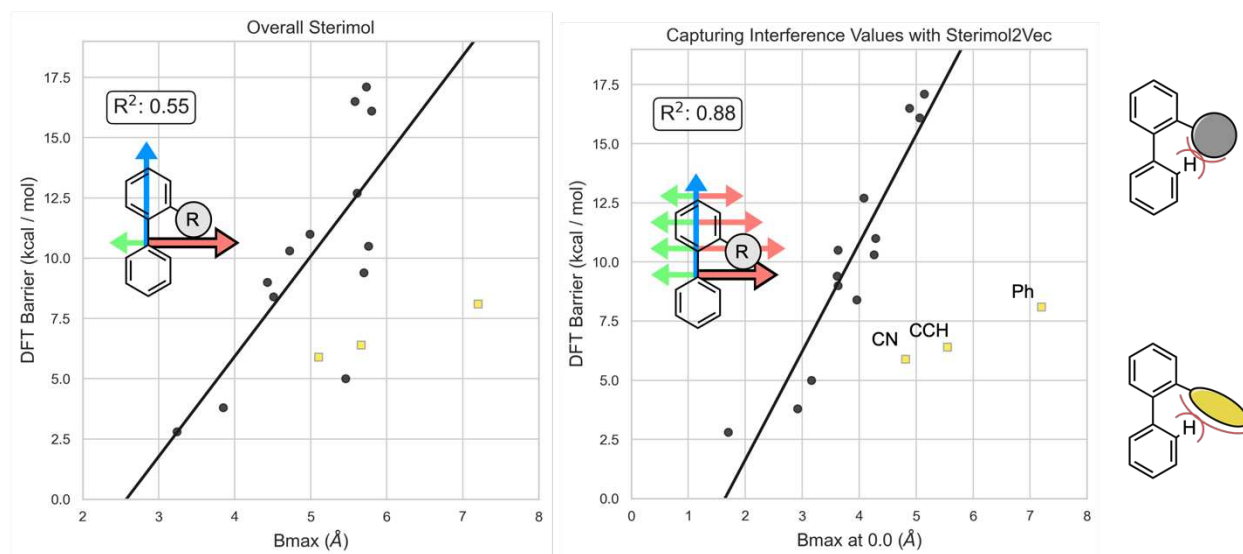 Overall Sterimol
17.5
15.0
12.5
10.0
7.5
5.0
2.5
0.0
DFT Barrier (kcal / mol)
R²: 0.55
R
2 3 4 5 6 7 8
Bmax (Å)
Capturing Interference Values with Sterimol2Vec
17.5
15.0
12.5
10.0
7.5
5.0
2.5
0.0
DFT Barrier (kcal / mol)
R²: 0.88
R
Ph
CCH
CN
0 1 2 3 4 5 6 7 8
Bmax at 0.0 (Å)
H
H